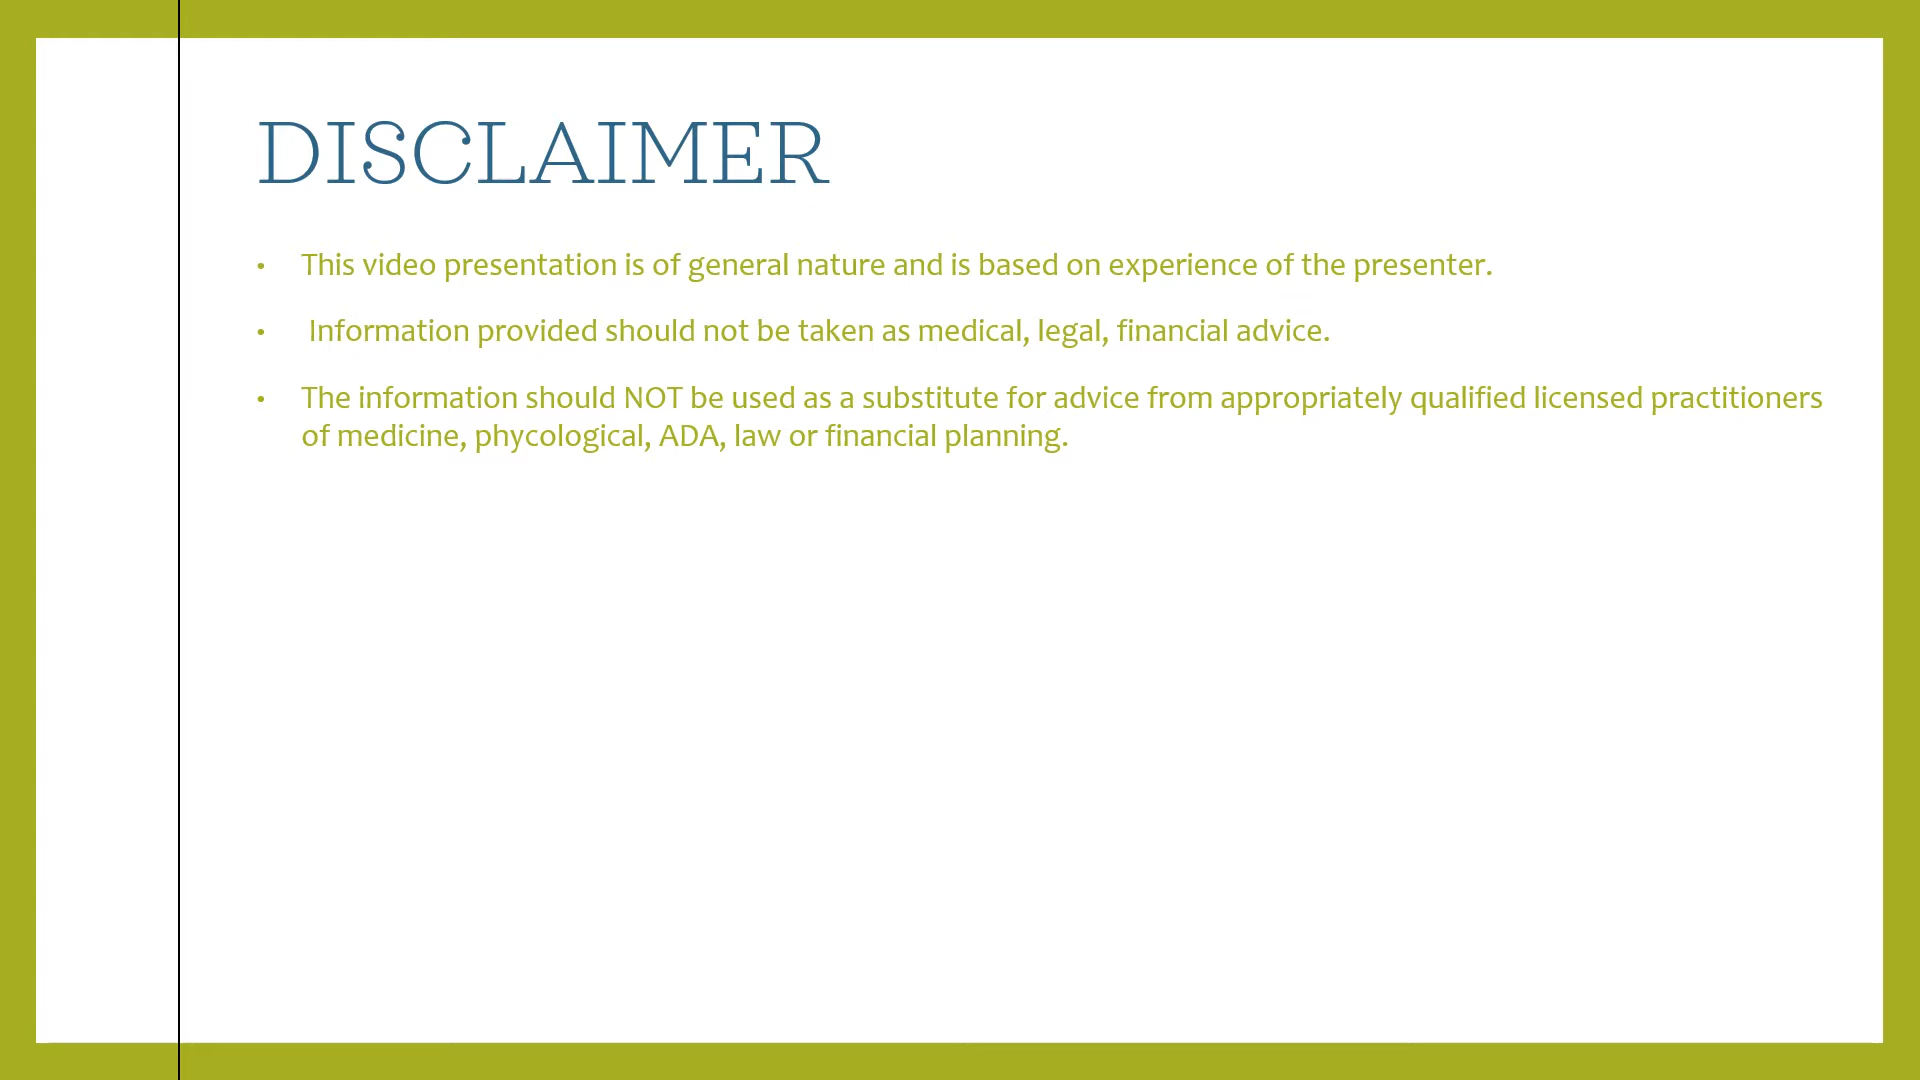 DISCLAIMER
• This video presentation is of general nature and is based on experience of the presenter.
• Information provided should not be taken as medical, legal, financial advice.
• The information should NOT be used as a substitute for advice from appropriately qualified licensed practitioners
of medicine, phycological, ADA, law or financial planning.